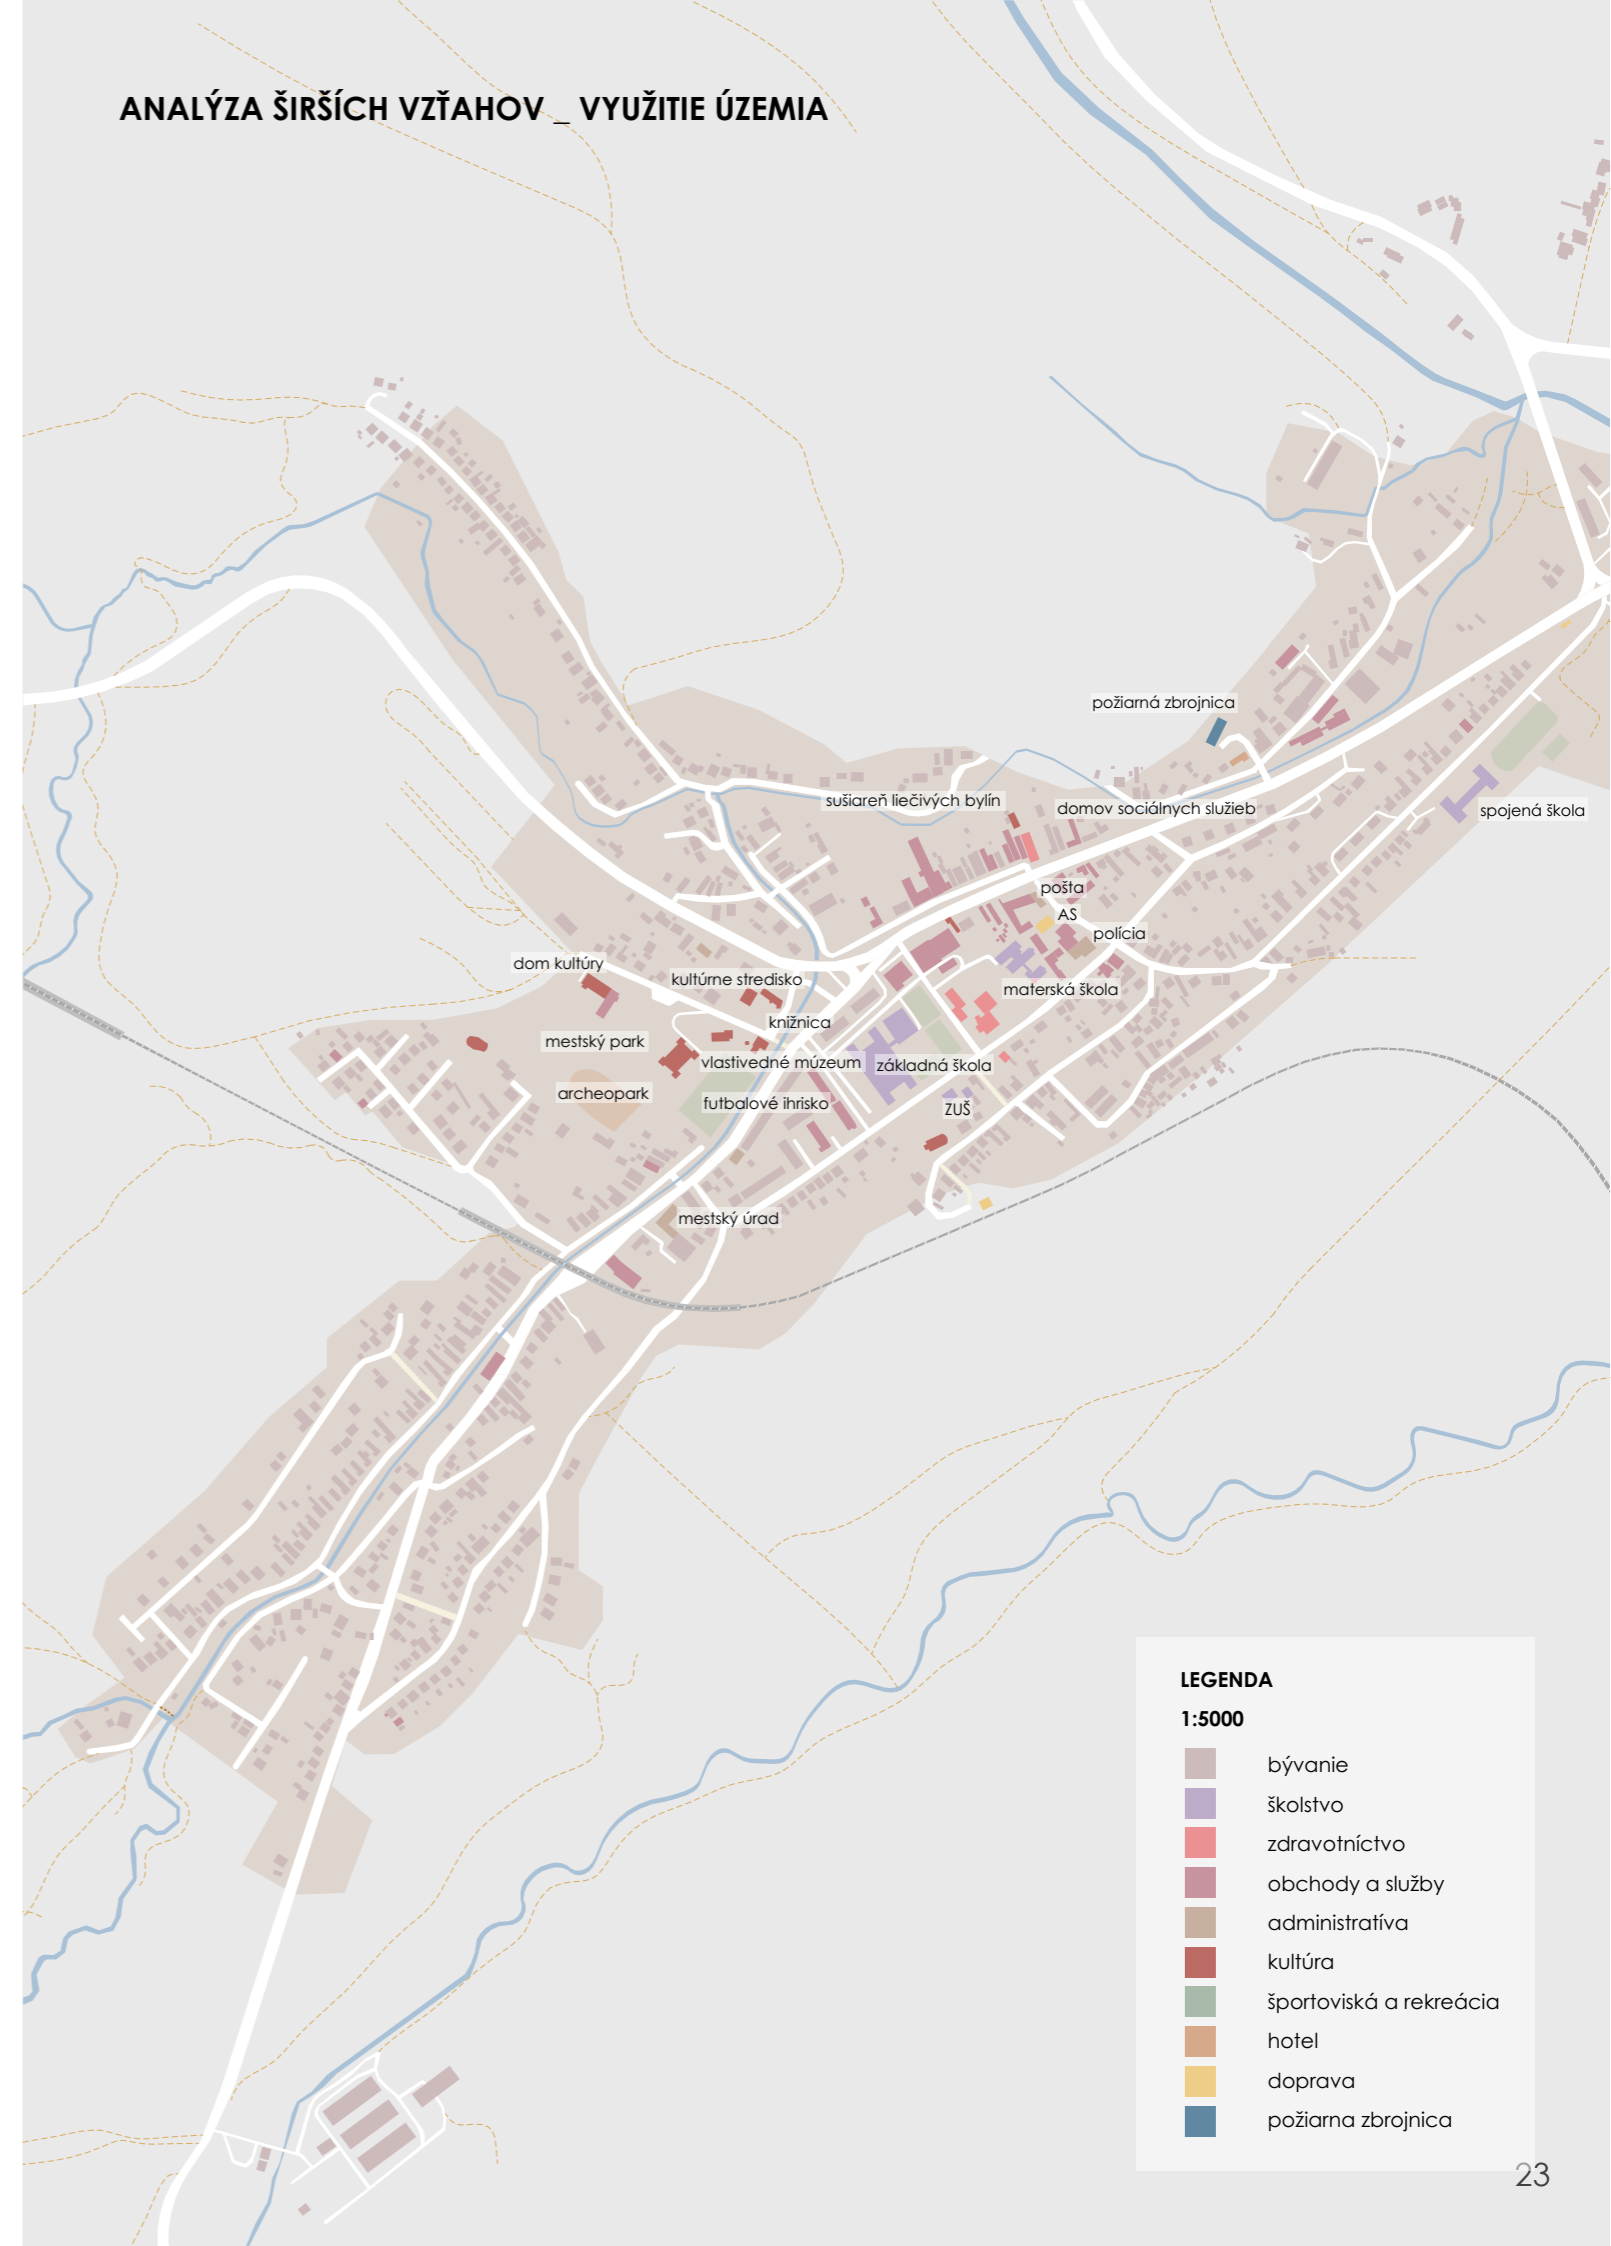 ANALÝZA ŠIRŠÍCH VZŤAHOV _ VYUŽITIE ÚZEMIA
požiarná zbrojnica
sušiareň liečivých bylín
domov sociálnych služieb
spojená škola
pošta
AS
polícia
dom kultúry
kultúrne stredisko
materská škola
knižnica
mestský park
vlastivedné múzeum
základná škola
archeopark
futbalové ihrisko
ZUŠ
mestský úrad
LEGENDA
1:5000
bývanie
školstvo
zdravotníctvo
obchody a služby
administratíva
kultúra
športoviská a rekreácia
hotel
doprava
požiarna zbrojnica
23